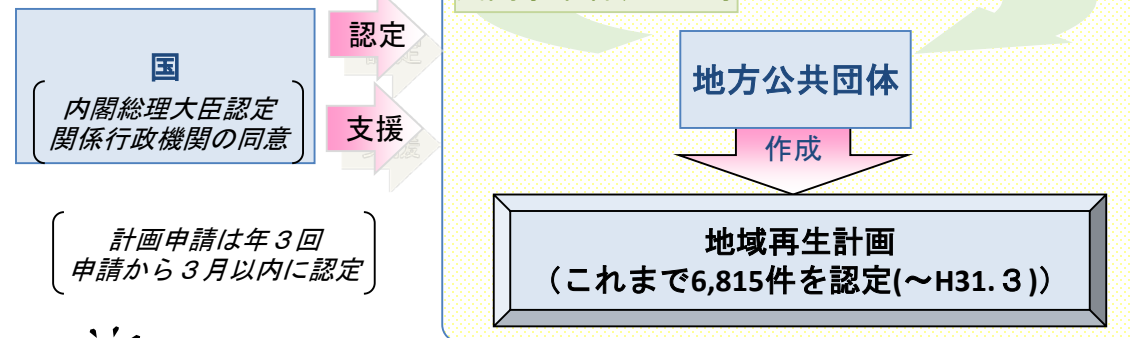 国
内閣総理大臣認定
関係行政機関の同意
認定
支援
計画申請は年３回
申請から３月以内に認定
地方公共団体
作成
地域再生計画
（これまで6,815件を認定(～H31.３)）